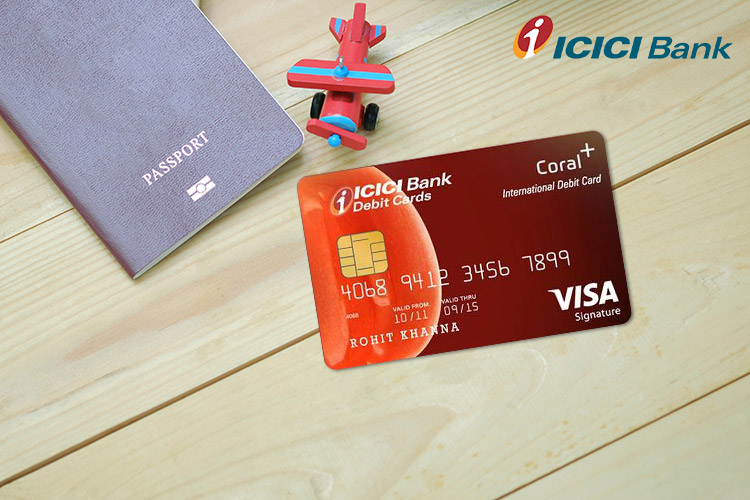 ICICI Bank
PASSPORT
ICICI Bank
Debit Cards
Coral+
International Debit Card
4068 9412 3456 7899
4068
VALID FROM: 10/11
VALID THRU 09/15
ROHIT KHANNA
VISA
Signature